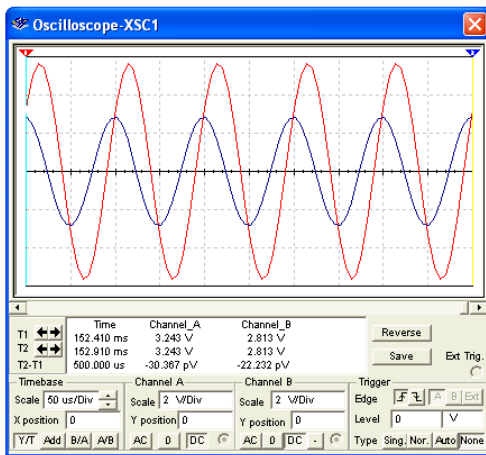 Oscilloscope-XSC1
1 2
Time Channel_A Channel_B
T1 152.410 ms 3.243 V 2.813 V
T2 152.910 ms 3.243 V 2.813 V
T2-T1 500.000 us -30.367 pV -22.232 pV
Reverse
Save
Ext Trig.
Timebase
Scale 50 us/Div
X position 0
Y/T Add B/A A/B
Channel A
Scale 2 V/Div
Y position 0
AC 0 DC
Channel B
Scale 2 V/Div
Y position 0
AC 0 DC -
Trigger
Edge A B Ext
Level 0 V
Type Sing. Nor. Auto None